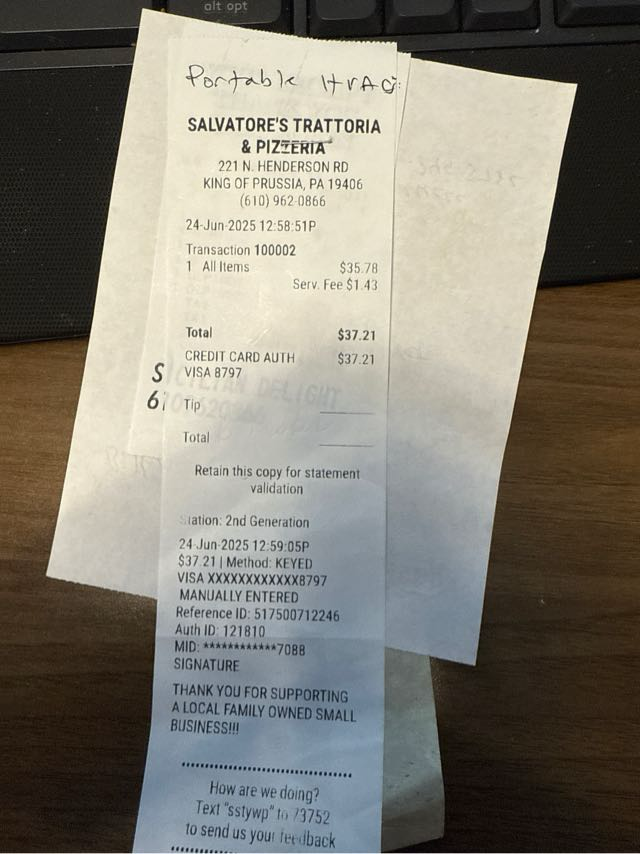 alt opt
Portable HVAC
SALVATORE'S TRATTORIA
& PIZZERIA
221 N. HENDERSON RD
KING OF PRUSSIA, PA 19406
(610) 962-0866
24-Jun-2025 12:58:51P
Transaction 100002
1 All Items $35.78
Serv. Fee $1.43
Total $37.21
CREDIT CARD AUTH $37.21
VISA 8797
S
61
Tip
Total
Retain this copy for statement
validation
Station: 2nd Generation
24-Jun-2025 12:59:05P
$37.21 | Method: KEYED
VISA XXXXXXXXXXXX8797
MANUALLY ENTERED
Reference ID: 517500712246
Auth ID: 121810
MID: ************7088
SIGNATURE
THANK YOU FOR SUPPORTING
A LOCAL FAMILY OWNED SMALL
BUSINESS!!!
How are we doing?
Text "sstywp" to 73752
to send us your feedback